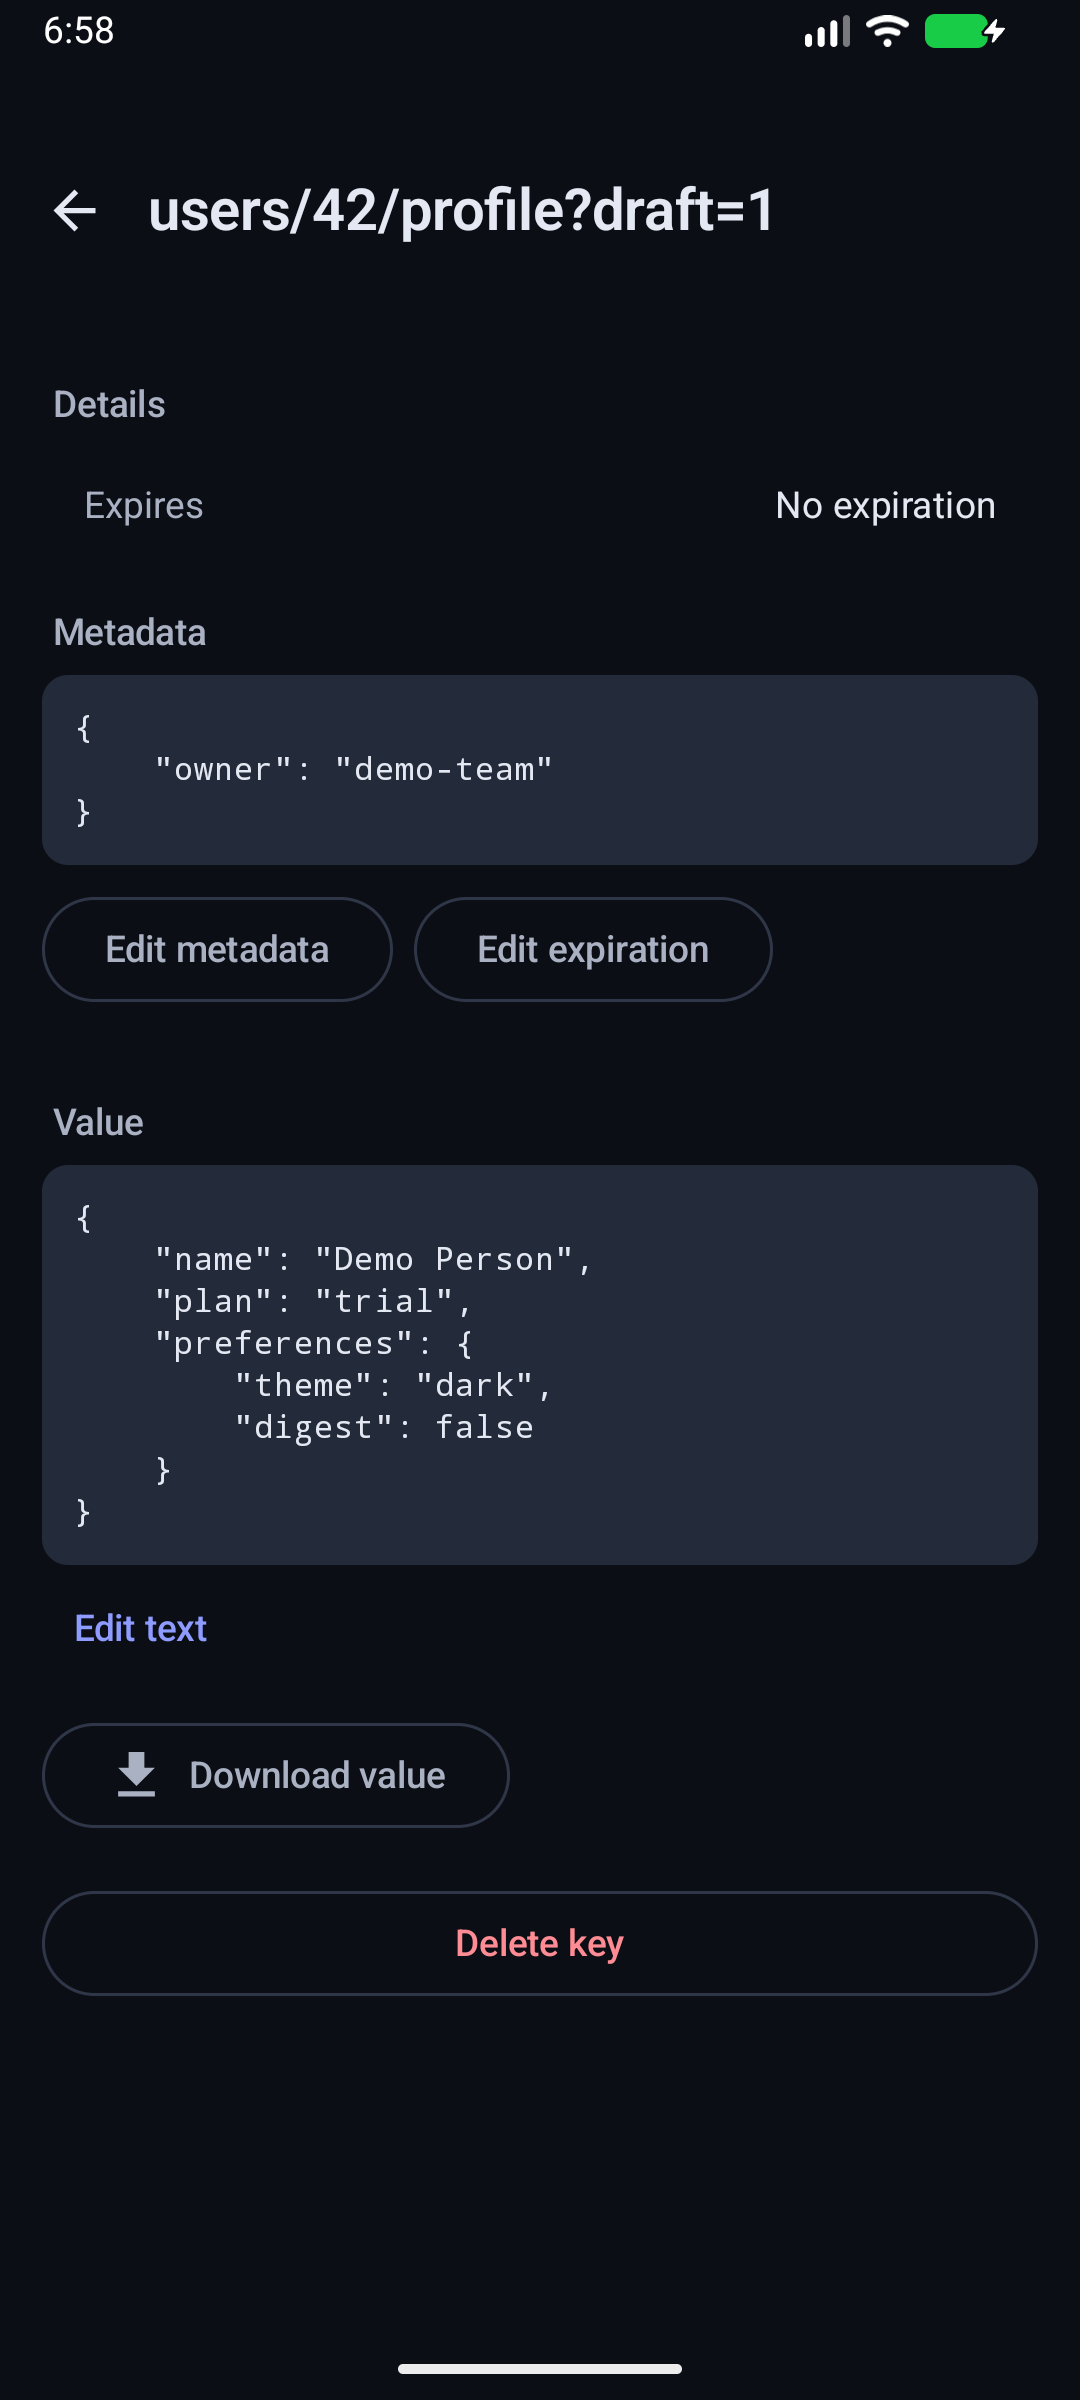 6:58
users/42/profile?draft=1
Details
Expires No expiration
Metadata
{
    "owner": "demo-team"
}
Edit metadata Edit expiration
Value
{
    "name": "Demo Person",
    "plan": "trial",
    "preferences": {
        "theme": "dark",
        "digest": false
    }
}
Edit text
Download value
Delete key